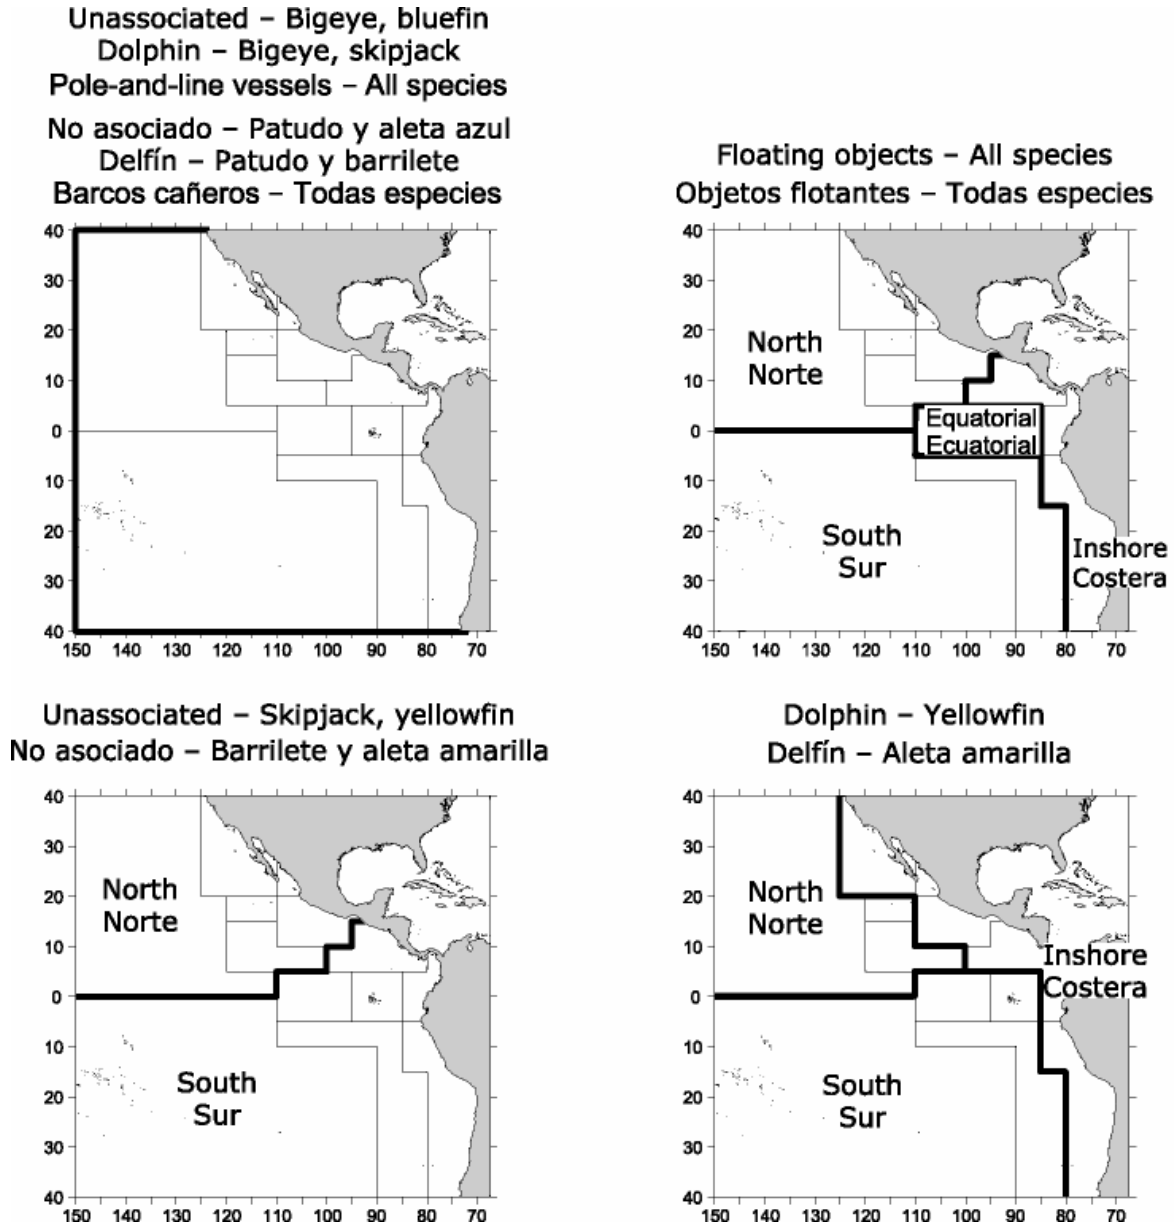 Unassociated – Bigeye, bluefin
Dolphin – Bigeye, skipjack
Pole-and-line vessels – All species
No asociado – Patudo y aleta azul
Delfín – Patudo y barrilete
Barcos cañeros – Todas especies
40
30
20
10
0
10
20
30
40
150 140 130 120 110 100 90 80 70
Floating objects – All species
Objetos flotantes – Todas especies
40
30
20
10
0
10
20
30
40
North
Norte
Equatorial
Ecuatorial
South
Sur
Inshore
Costera
150 140 130 120 110 100 90 80 70
Unassociated – Skipjack, yellowfin
No asociado – Barrilete y aleta amarilla
40
30
20
10
0
10
20
30
40
North
Norte
South
Sur
150 140 130 120 110 100 90 80 70
Dolphin – Yellowfin
Delfín – Aleta amarilla
40
30
20
10
0
10
20
30
40
North
Norte
Inshore
Costera
South
Sur
150 140 130 120 110 100 90 80 70